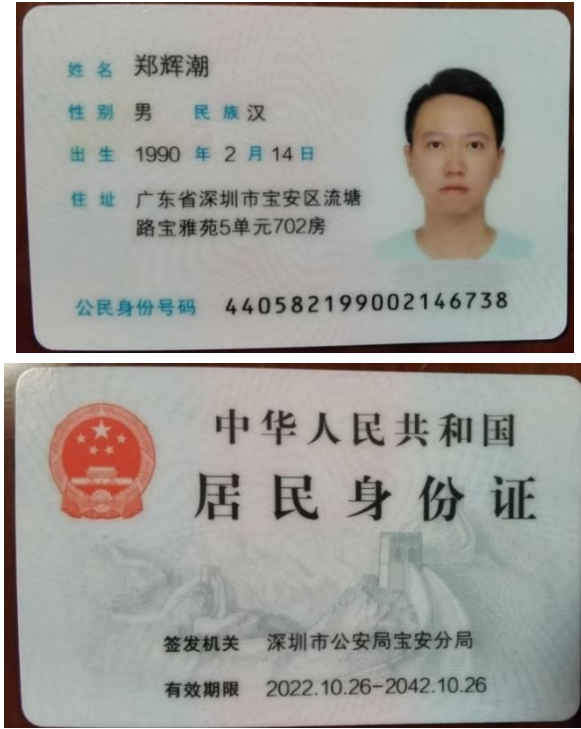 姓名 郑辉潮
性别 男 民族 汉
出生 1990 年 2 月 14 日
住址 广东省深圳市宝安区流塘
路宝雅苑5单元702房
公民身份号码 440582199002146738
中华人民共和国
居民身份证
签发机关 深圳市公安局宝安分局
有效期限 2022.10.26-2042.10.26